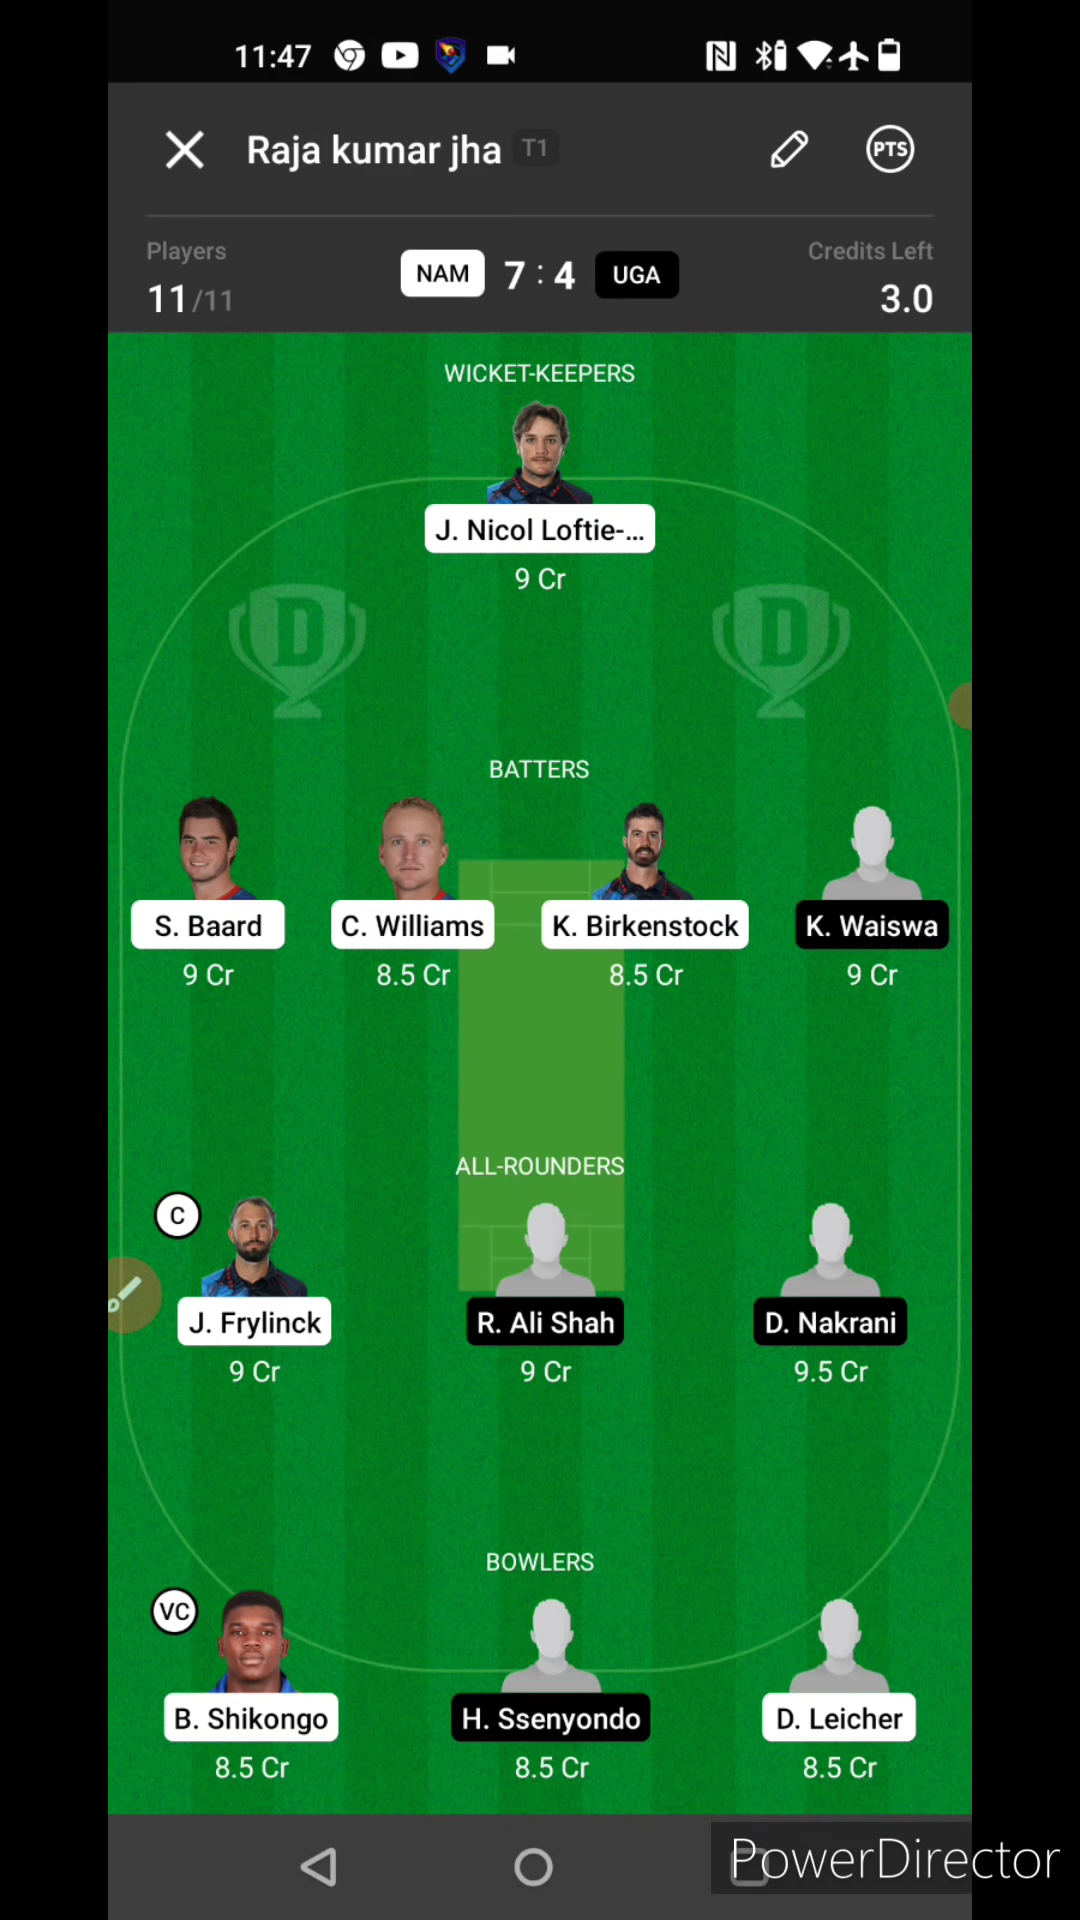 11:47
Raja kumar jha T1
PTS
Players
Credits Left
11/11
NAM 7 : 4 UGA
3.0
WICKET-KEEPERS
J. Nicol Loftie-...
9 Cr
D
D
BATTERS
S. Baard
C. Williams
K. Birkenstock
K. Waiswa
9 Cr
8.5 Cr
8.5 Cr
9 Cr
ALL-ROUNDERS
C
J. Frylinck
R. Ali Shah
D. Nakrani
9 Cr
9 Cr
9.5 Cr
BOWLERS
VC
B. Shikongo
H. Ssenyondo
D. Leicher
8.5 Cr
8.5 Cr
8.5 Cr
PowerDirector